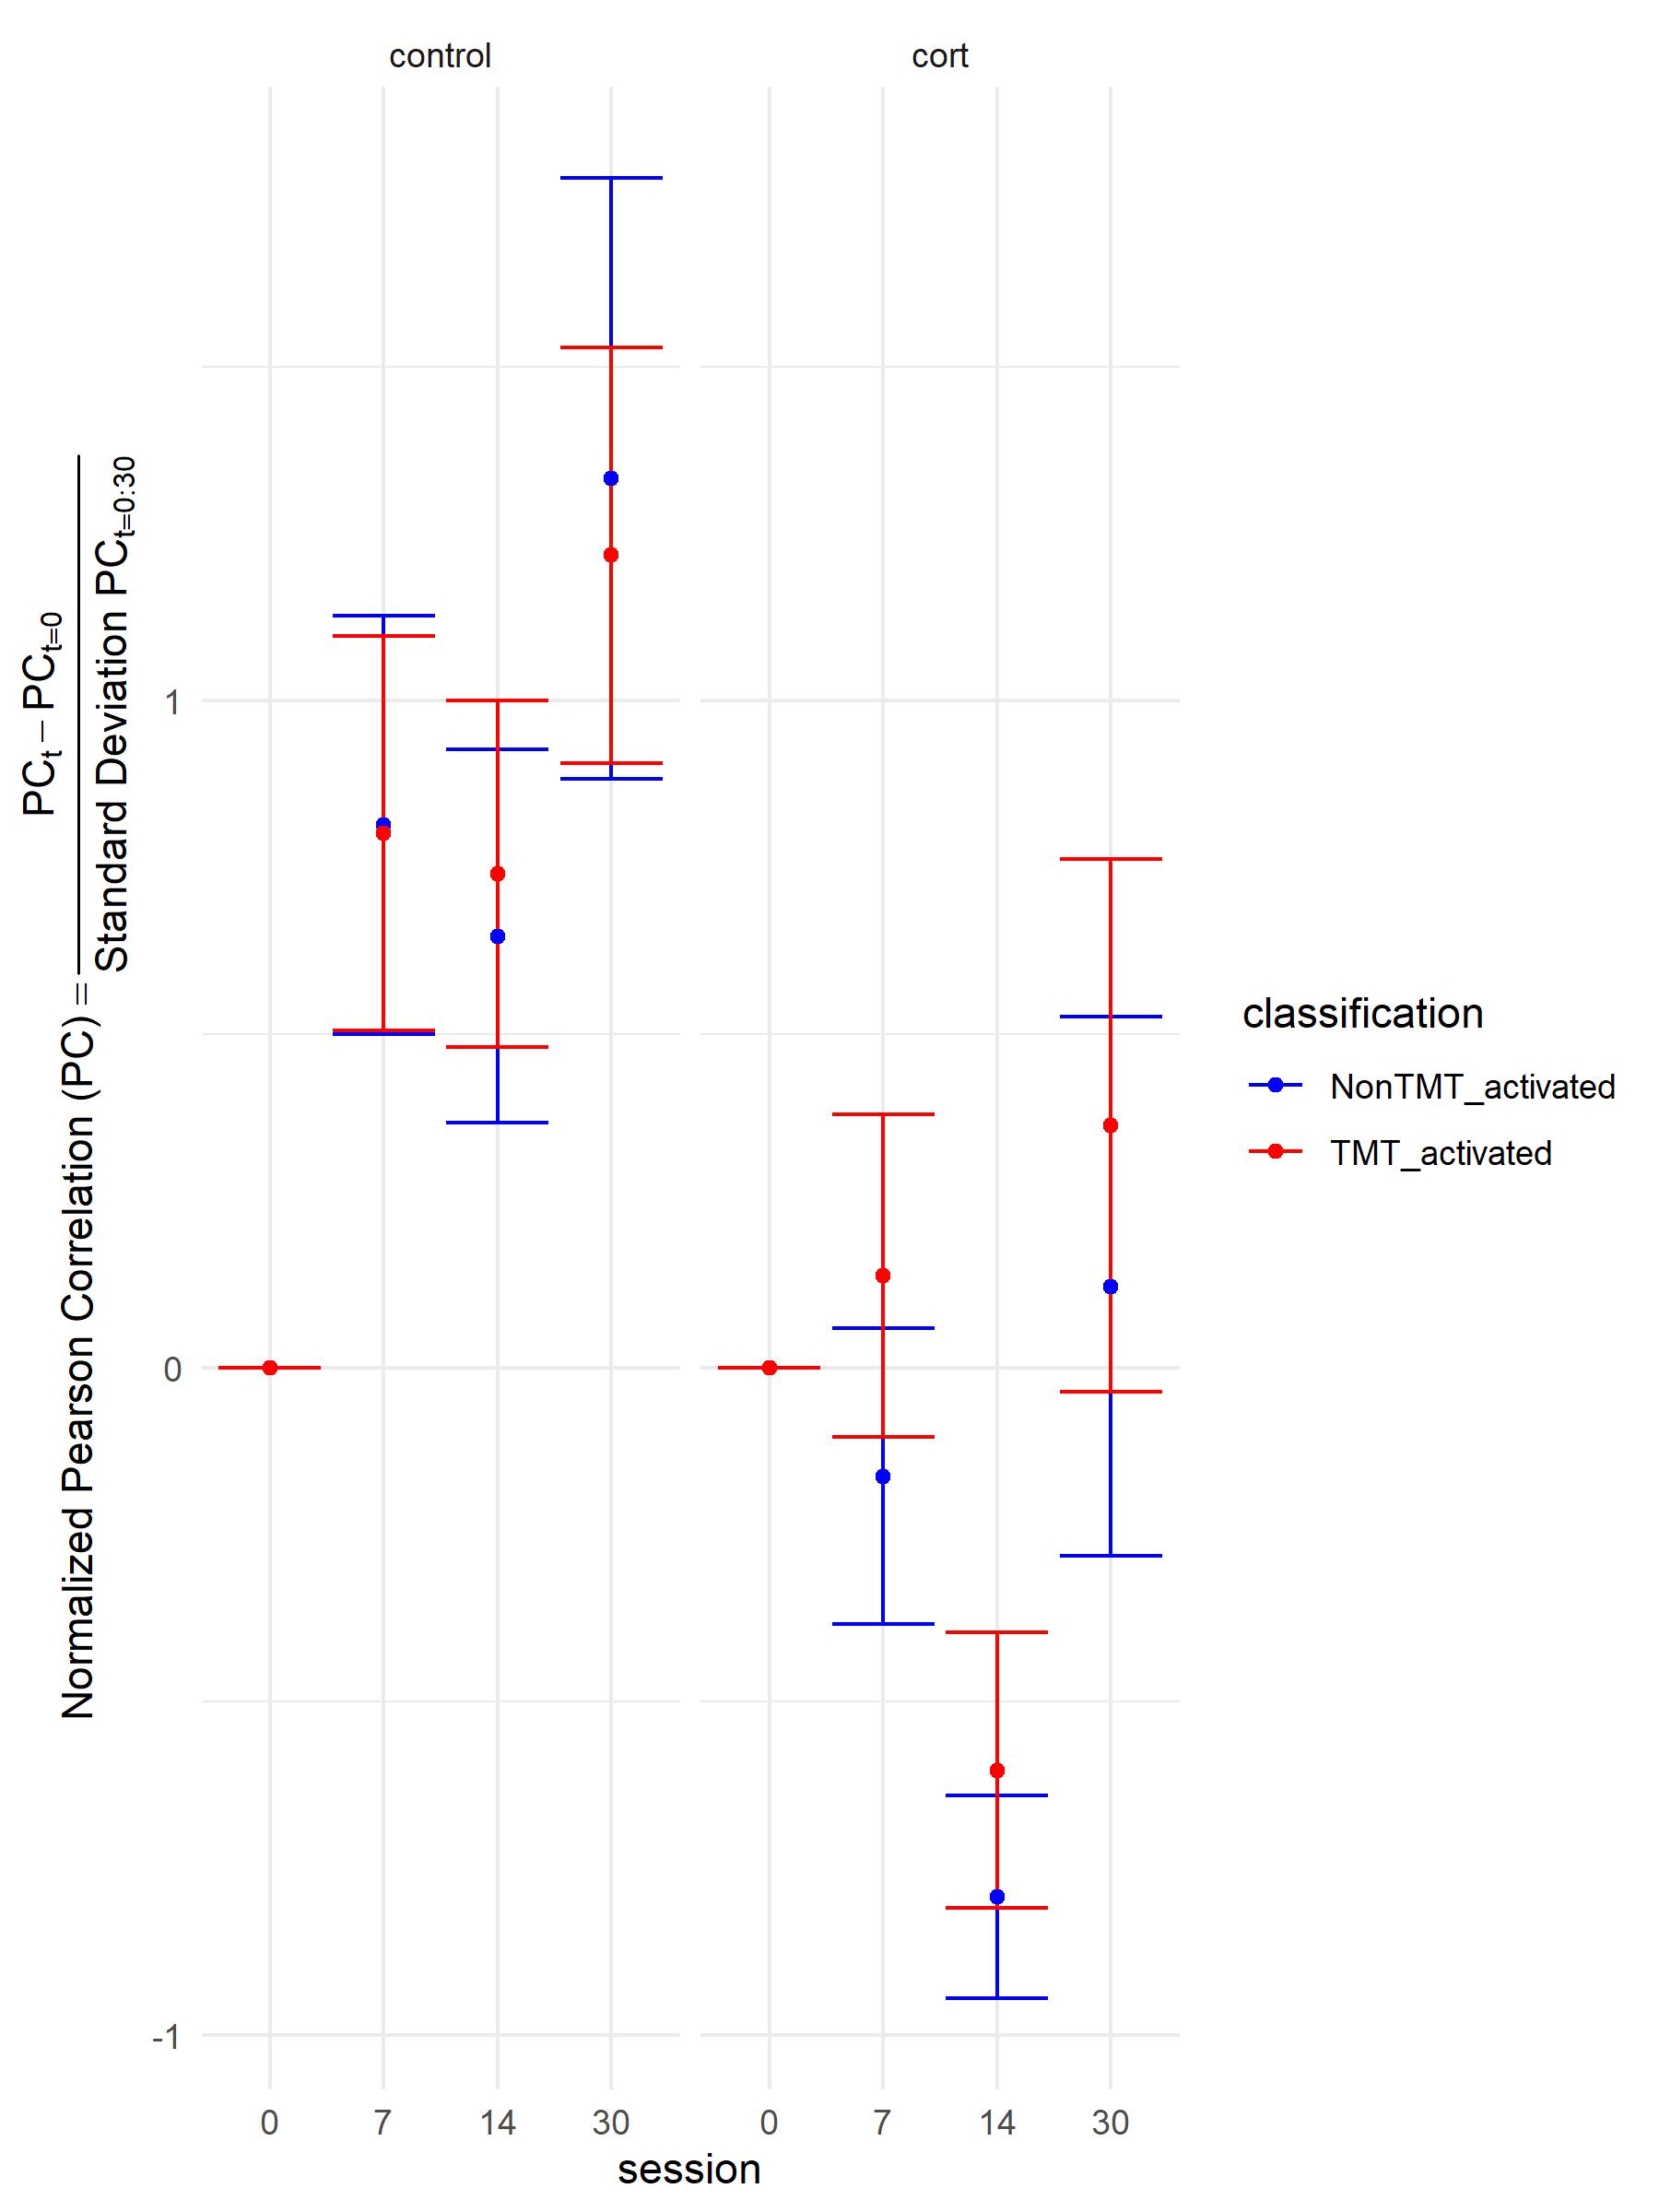 control
cort
Normalized Pearson Correlation (PC) = PCt − PCt=0 / Standard Deviation PCt=0:30
1
0
-1
0 7 14 30
0 7 14 30
session
classification
NonTMT_activated
TMT_activated